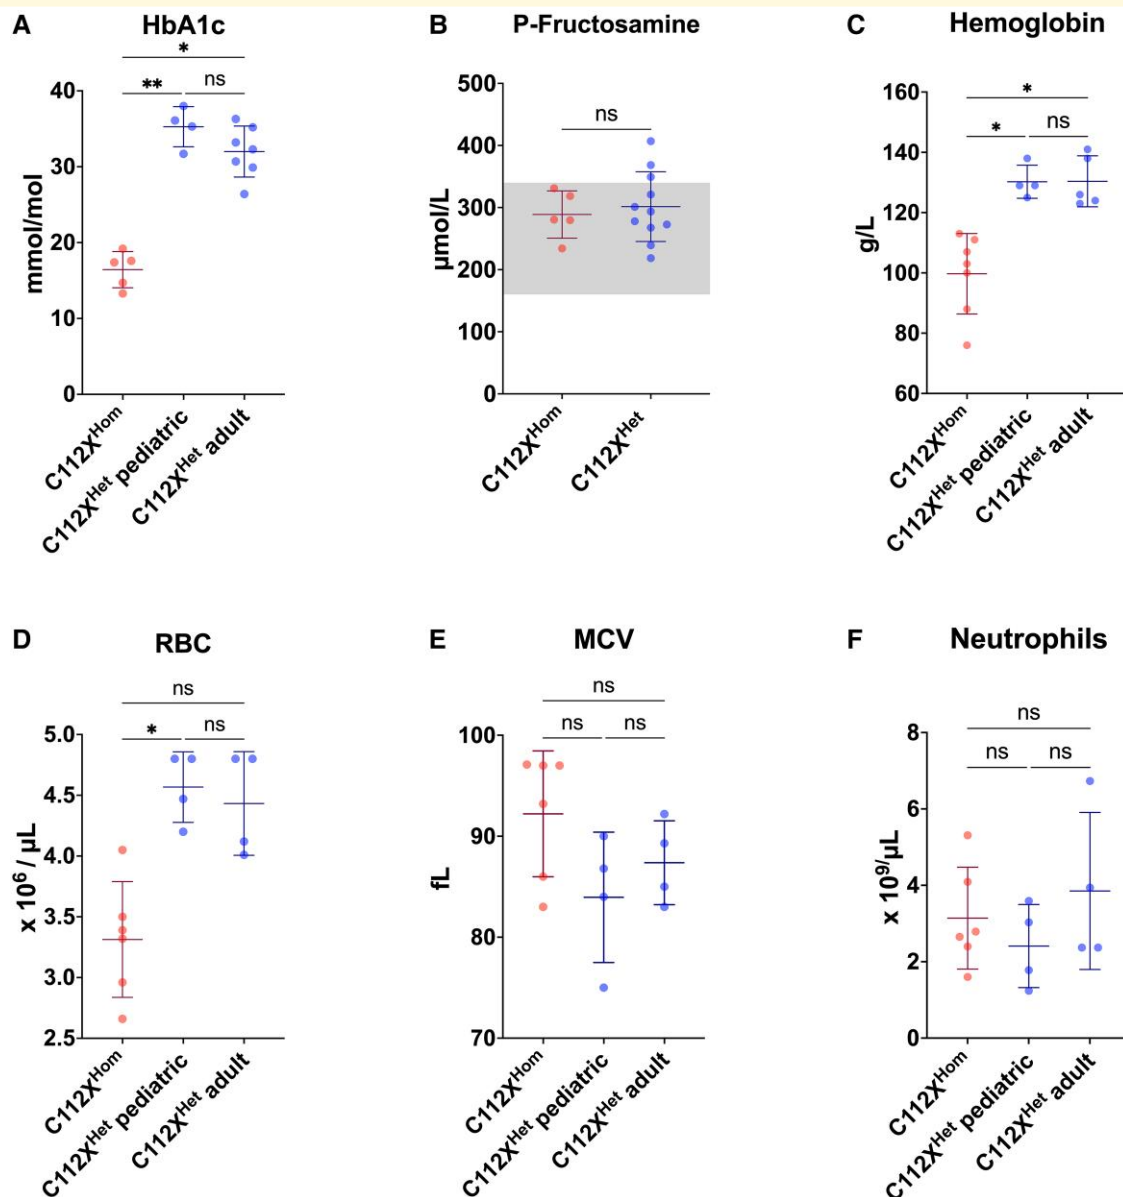 A HbA1c
*
** ns
mmol/mol
40
30
20
10
0
C112X^Hom
C112X^Het pediatric
C112X^Het adult
B P-Fructosamine
ns
µmol/L
500
400
300
200
100
0
C112X^Hom
C112X^Het
C Hemoglobin
*
* ns
g/L
160
140
120
100
80
60
C112X^Hom
C112X^Het pediatric
C112X^Het adult
D RBC
ns
* ns
x 10^6 / µL
5.0
4.5
4.0
3.5
3.0
2.5
C112X^Hom
C112X^Het pediatric
C112X^Het adult
E MCV
ns
ns ns
fL
100
90
80
70
C112X^Hom
C112X^Het pediatric
C112X^Het adult
F Neutrophils
ns
ns ns
x 10^9/µL
8
6
4
2
0
C112X^Hom
C112X^Het pediatric
C112X^Het adult